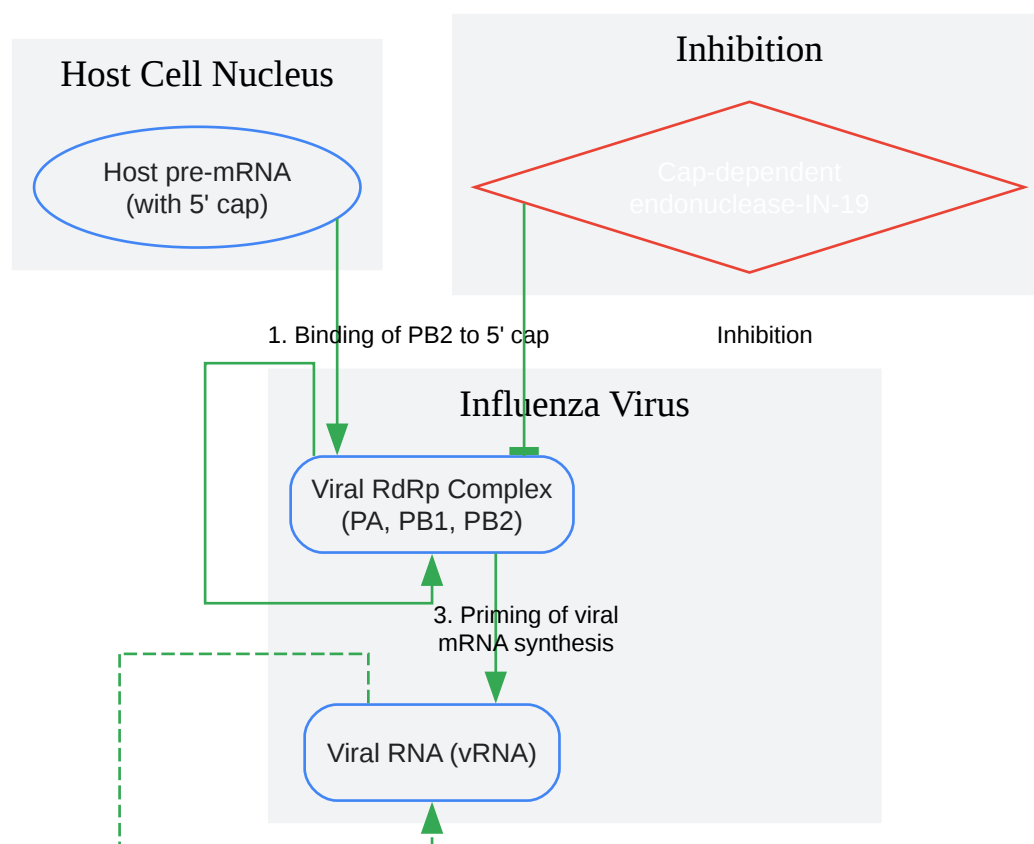 Host Cell Nucleus
Inhibition
Host pre-mRNA
(with 5' cap)
Cap-dependent
endonuclease-IN-19
1. Binding of PB2 to 5' cap
Inhibition
Influenza Virus
Viral RdRp Complex
(PA, PB1, PB2)
3. Priming of viral
mRNA synthesis
Viral RNA (vRNA)